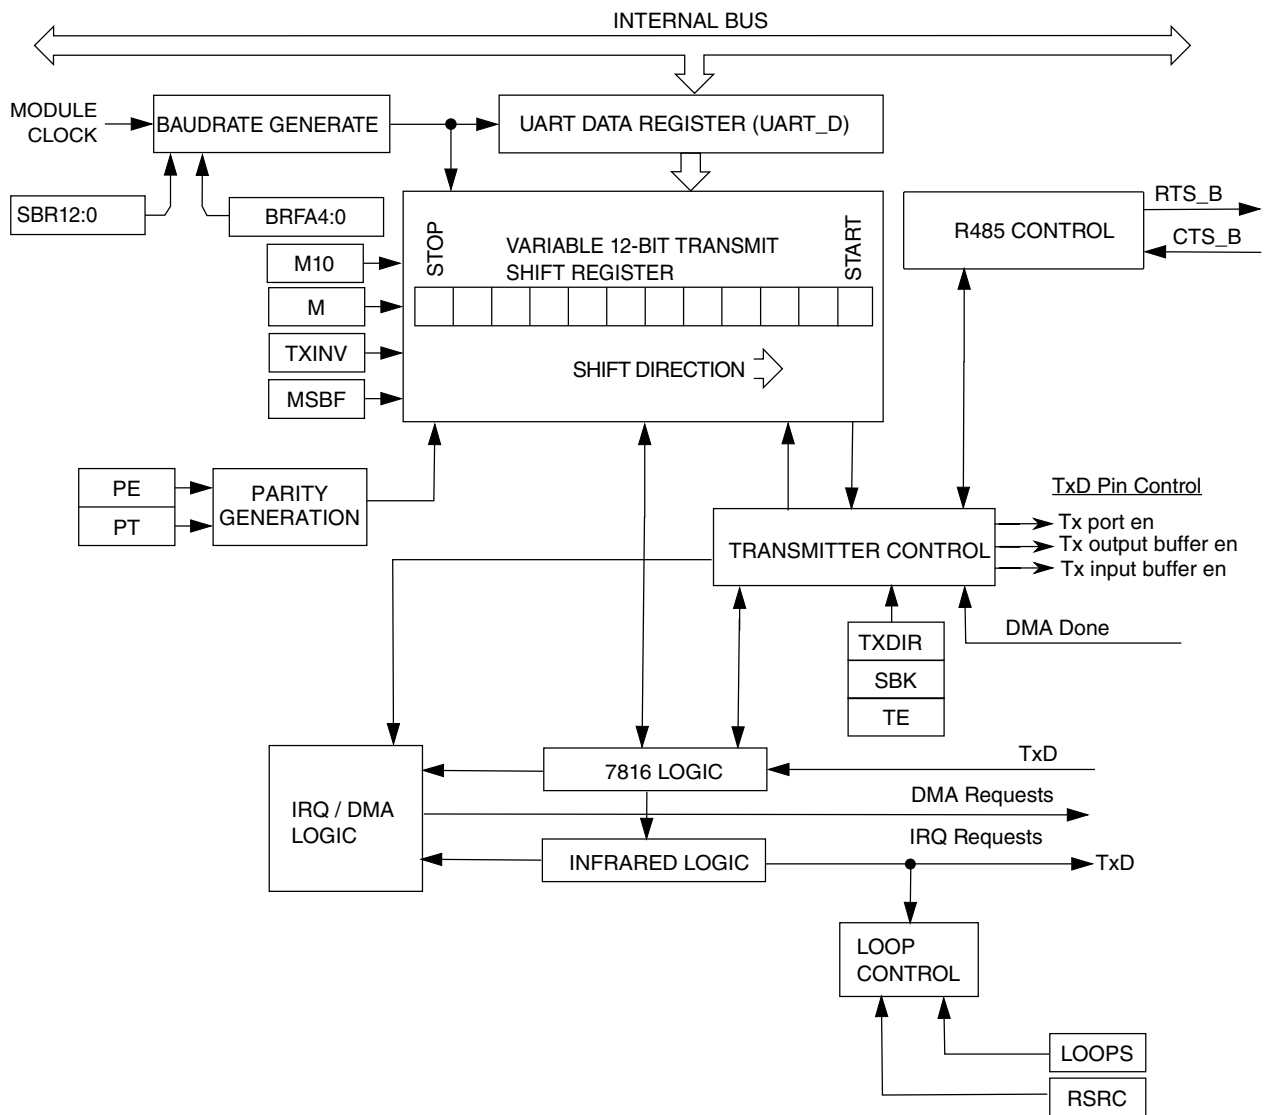 INTERNAL BUS
MODULE
CLOCK
BAUDRATE GENERATE
UART DATA REGISTER (UART_D)
SBR12:0
BRFA4:0
RTS_B
R485 CONTROL
CTS_B
STOP
VARIABLE 12-BIT TRANSMIT
SHIFT REGISTER
START
M10
M
TXINV
SHIFT DIRECTION
MSBF
PE
PT
PARITY
GENERATION
TxD Pin Control
Tx port en
TRANSMITTER CONTROL
Tx output buffer en
Tx input buffer en
DMA Done
TXDIR
SBK
TE
7816 LOGIC
TxD
DMA Requests
IRQ / DMA
LOGIC
IRQ Requests
INFRARED LOGIC
TxD
LOOP
CONTROL
LOOPS
RSRC